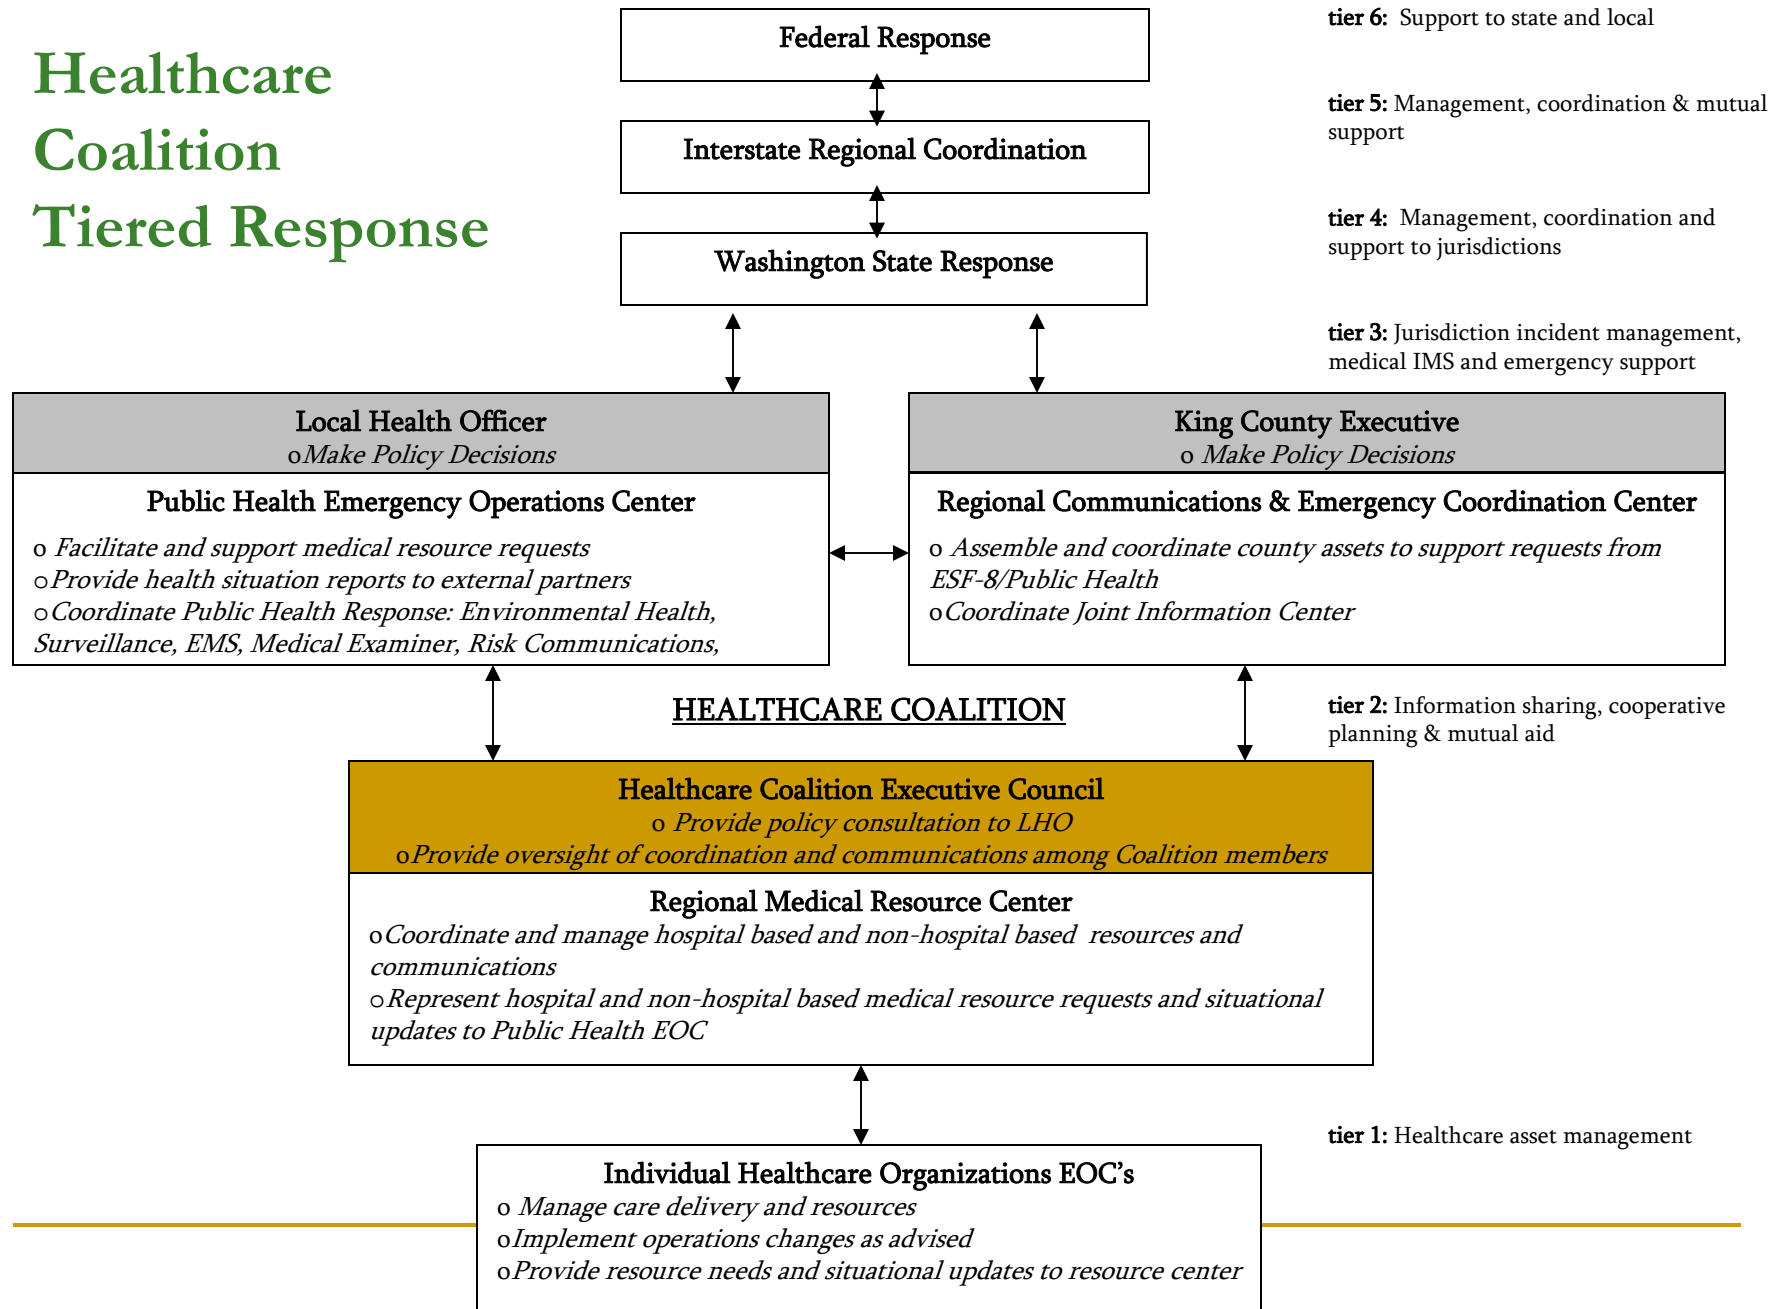 Healthcare
Coalition
Tiered Response
Federal Response
tier 6: Support to state and local
Interstate Regional Coordination
tier 5: Management, coordination & mutual
support
Washington State Response
tier 4: Management, coordination and
support to jurisdictions
tier 3: Jurisdiction incident management,
medical IMS and emergency support
Local Health Officer
oMake Policy Decisions
Public Health Emergency Operations Center
o Facilitate and support medical resource requests
oProvide health situation reports to external partners
oCoordinate Public Health Response: Environmental Health,
Surveillance, EMS, Medical Examiner, Risk Communications,
King County Executive
o Make Policy Decisions
Regional Communications & Emergency Coordination Center
o Assemble and coordinate county assets to support requests from
ESF-8/Public Health
oCoordinate Joint Information Center
HEALTHCARE COALITION
tier 2: Information sharing, cooperative
planning & mutual aid
Healthcare Coalition Executive Council
o Provide policy consultation to LHO
oProvide oversight of coordination and communications among Coalition members
Regional Medical Resource Center
oCoordinate and manage hospital based and non-hospital based resources and
communications
oRepresent hospital and non-hospital based medical resource requests and situational
updates to Public Health EOC
tier 1: Healthcare asset management
Individual Healthcare Organizations EOC's
o Manage care delivery and resources
oImplement operations changes as advised
oProvide resource needs and situational updates to resource center